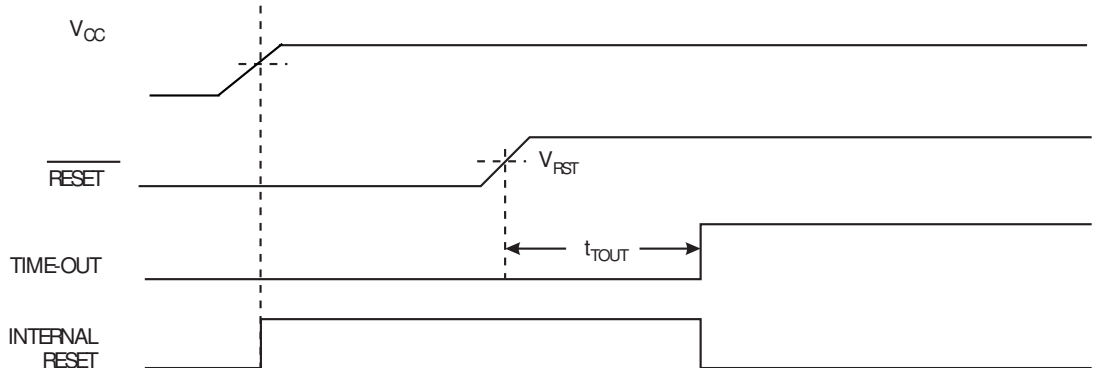 VCC
RESET
VRST
tTOUT
TIME-OUT
INTERNAL
RESET